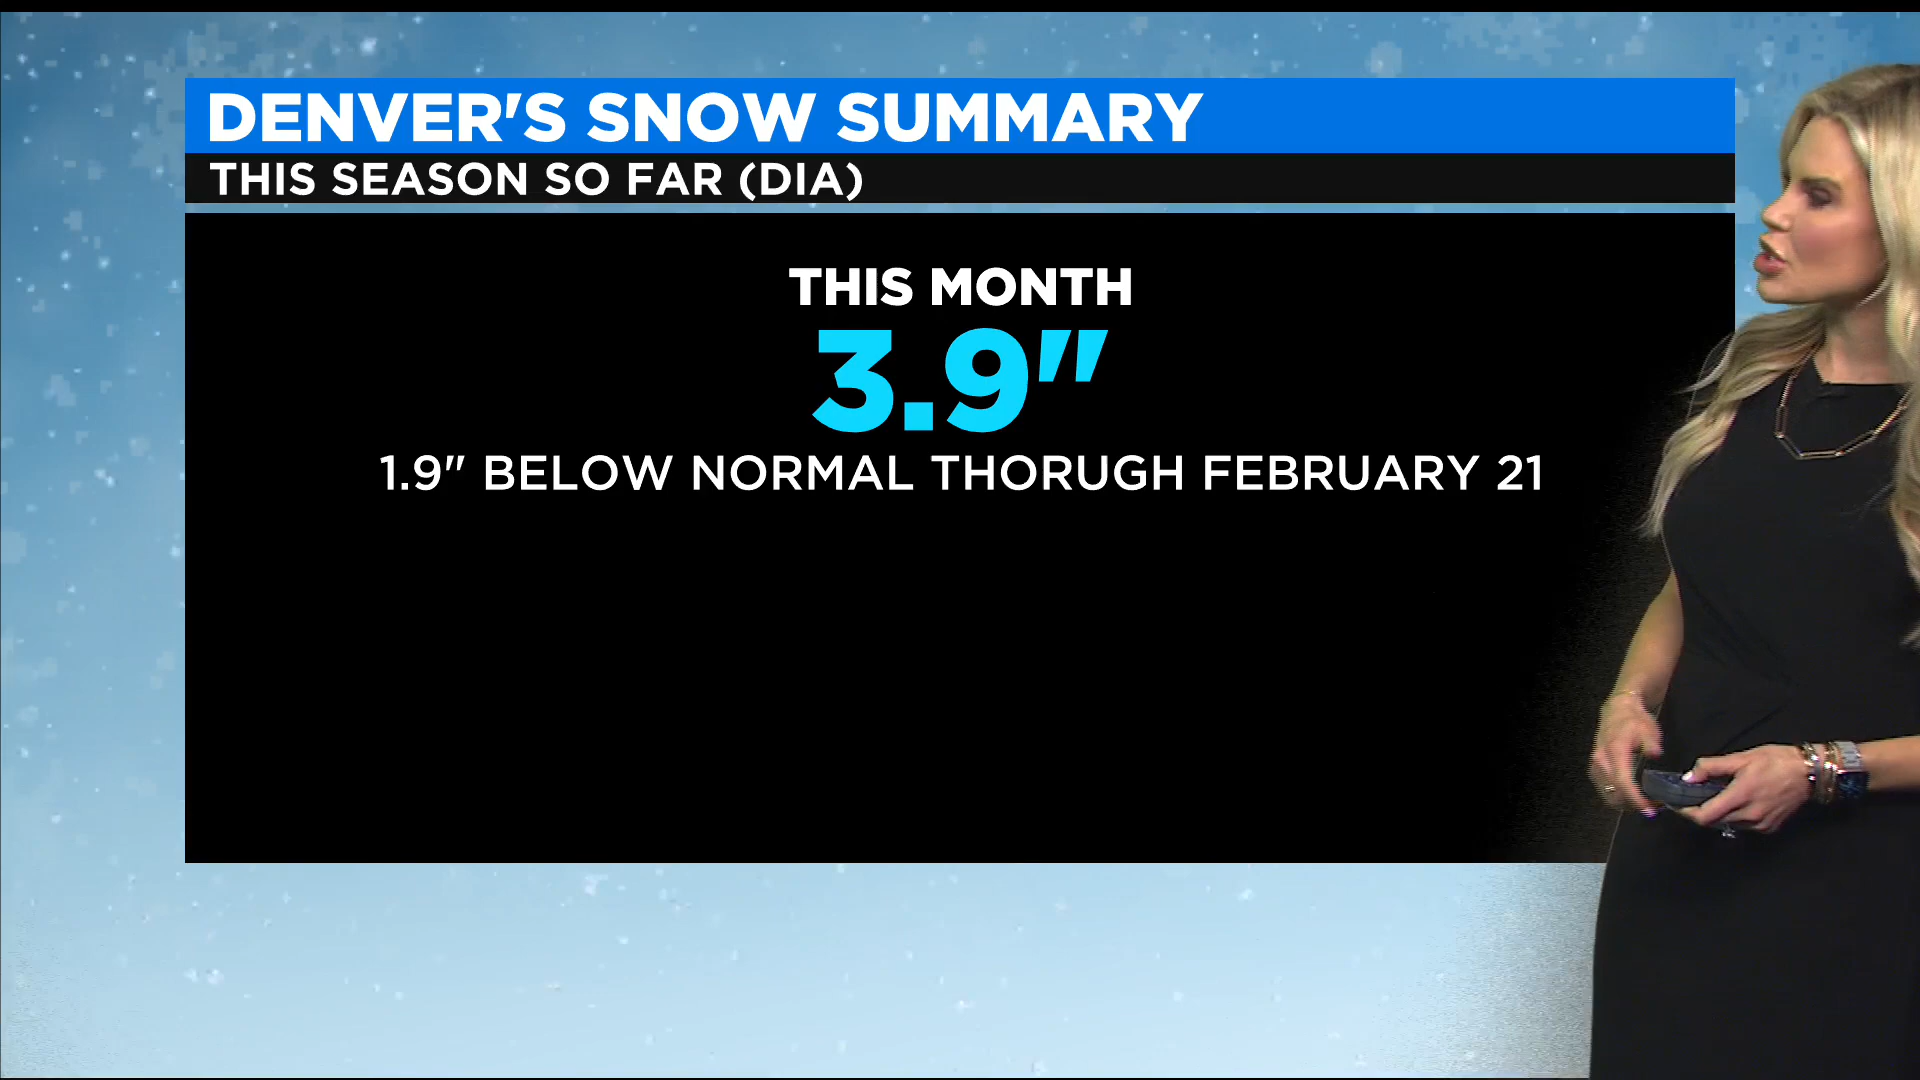 DENVER'S SNOW SUMMARY
THIS SEASON SO FAR (DIA)
THIS MONTH
3.9"
1.9" BELOW NORMAL THORUGH FEBRUARY 21